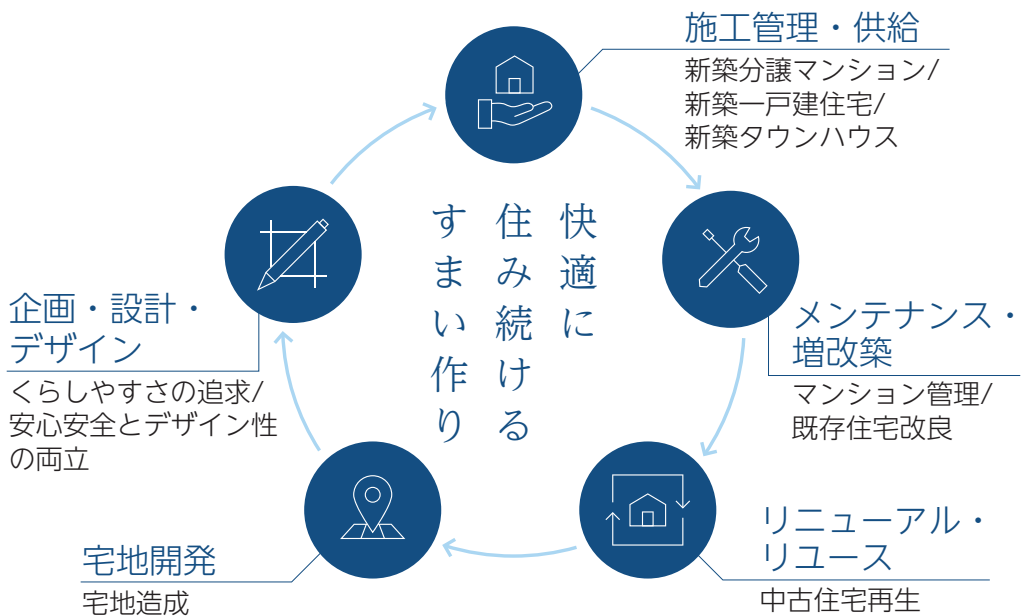 施工管理・供給
新築分譲マンション/
新築一戸建住宅/
新築タウンハウス
快適に
住み続ける
すまい作り
メンテナンス・
増改築
マンション管理/
既存住宅改良
企画・設計・
デザイン
くらしやすさの追求/
安心安全とデザイン性
の両立
リニューアル・
リユース
中古住宅再生
宅地開発
宅地造成